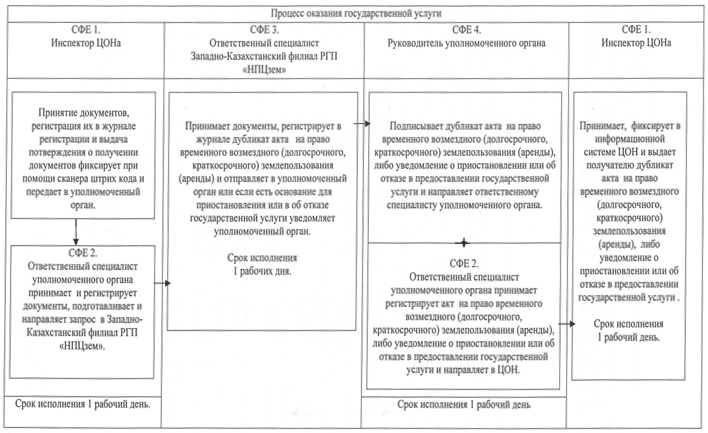 Процесс оказания государственной услуги
СФЕ 1.
Инспектор ЦОНа
СФЕ 3.
Ответственный специалист
Западно-Казахстанский филиал РГП
«НПЦзем»
СФЕ 4.
Руководитель уполномоченного органа
СФЕ 1.
Инспектор ЦОНа
Принятие документов,
регистрация их в журнале
регистрации и выдача
потверждения о получении
документов фиксирует при
помощи сканера штрих кода и
передает в уполномоченный
орган.
СФЕ 2.
Ответственный специалист
уполномоченного органа
принимает и регистрирует
документы, подготавливает и
направляет запрос в Западно-
Казахстанский филиал РГП
«НПЦзем».
Срок исполнения 1 рабочий день.
Принимает документы, регистрирует в
журнале дубликат акта на право
временного возмездного (долгосрочного,
краткосрочного) землепользования
(аренды) и отправляет в уполномоченный
орган или если есть основание для
приостановления или в об отказе
государственной услуги уведомляет
уполномоченный орган.
Срок исполнения
1 рабочих дня.
Подписывает дубликат акта на право
временного возмездного (долгосрочного,
краткосрочного) землепользования (аренды),
либо уведомление о приостановлении или об
отказе в предоставлении государственной
услуги и направляет ответственному
специалисту уполномоченного органа.
СФЕ 2.
Ответственный специалист
уполномоченного органа принимает
регистрирует акт на право временного
возмездного (долгосрочного,
краткосрочного) землепользования (аренды),
либо уведомление о приостановлении или об
отказе в предоставлении государственной
услуги и направляет в ЦОН.
Срок исполнения 1 рабочий день
Принимает, фиксирует в
информационной
системе ЦОН и выдает
получателю дубликат
акта на право
временного возмездного
(долгосрочного,
краткосрочного)
землепользования
(аренды), либо
уведомление о
приостановлении или об
отказе в предоставлении
государственной услуги .
Срок исполнения
1 рабочий день.